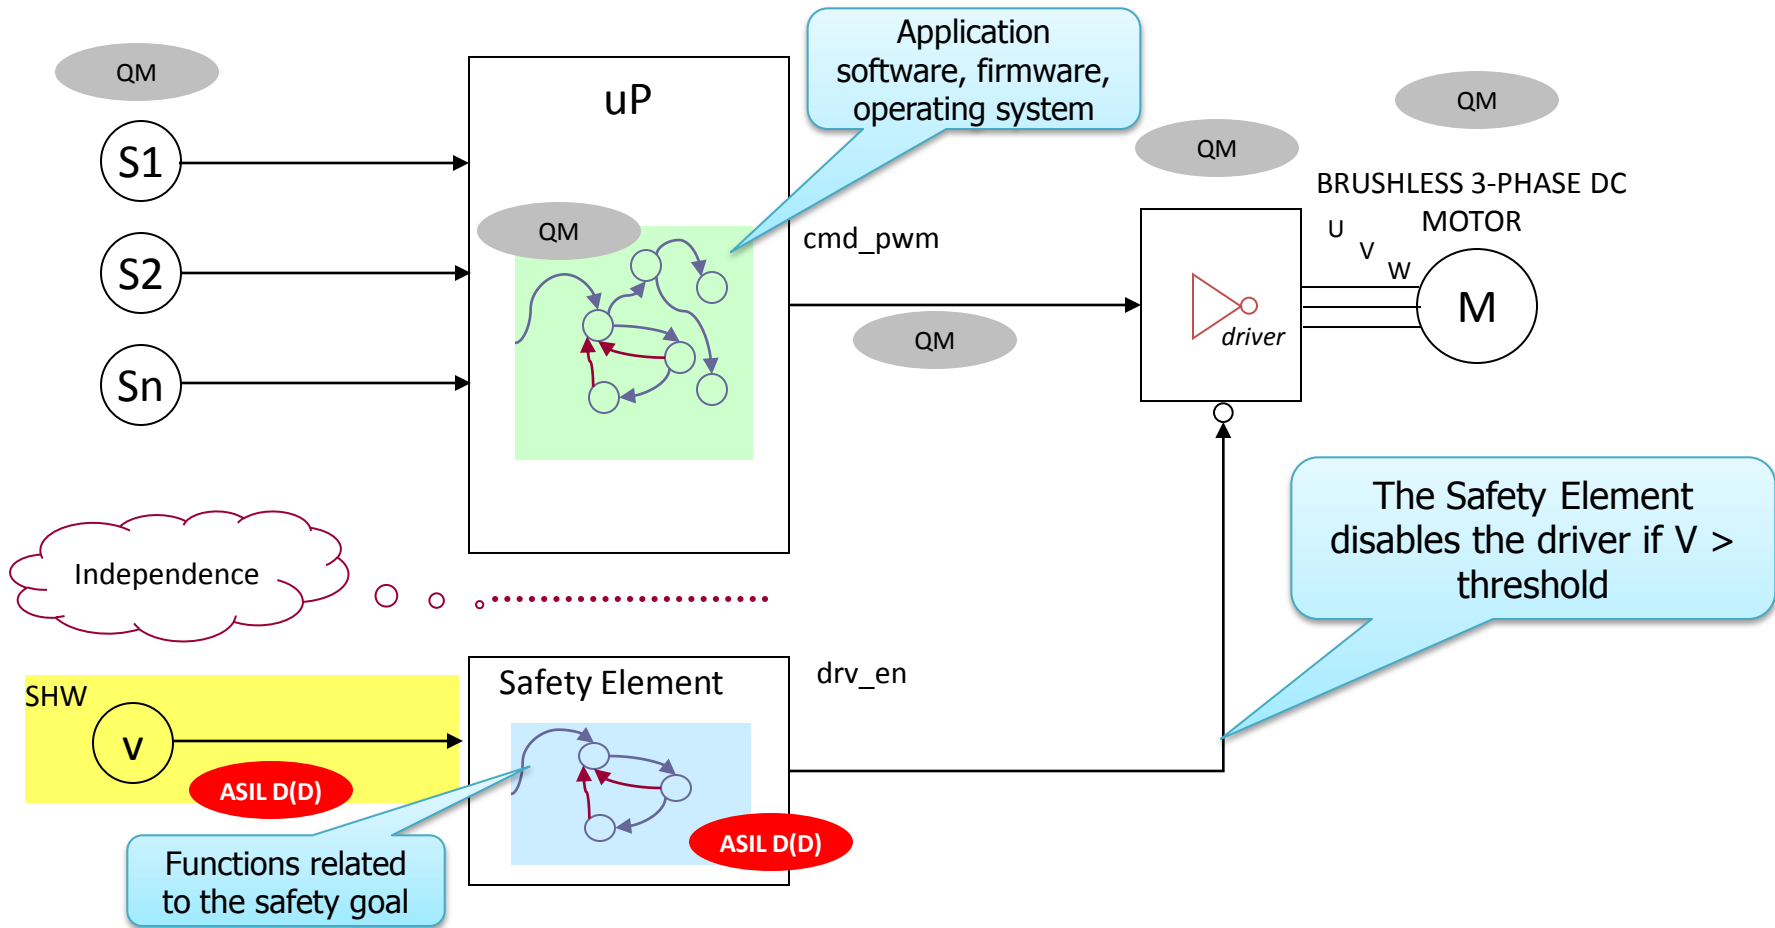 QM
S1
S2
Sn
uP
QM
Application
software, firmware,
operating system
cmd_pwm
QM
QM
QM
BRUSHLESS 3-PHASE DC
MOTOR
U
V
W
driver
M
Independence
The Safety Element
disables the driver if V >
threshold
SHW
v
ASIL D(D)
Safety Element
drv_en
ASIL D(D)
Functions related
to the safety goal